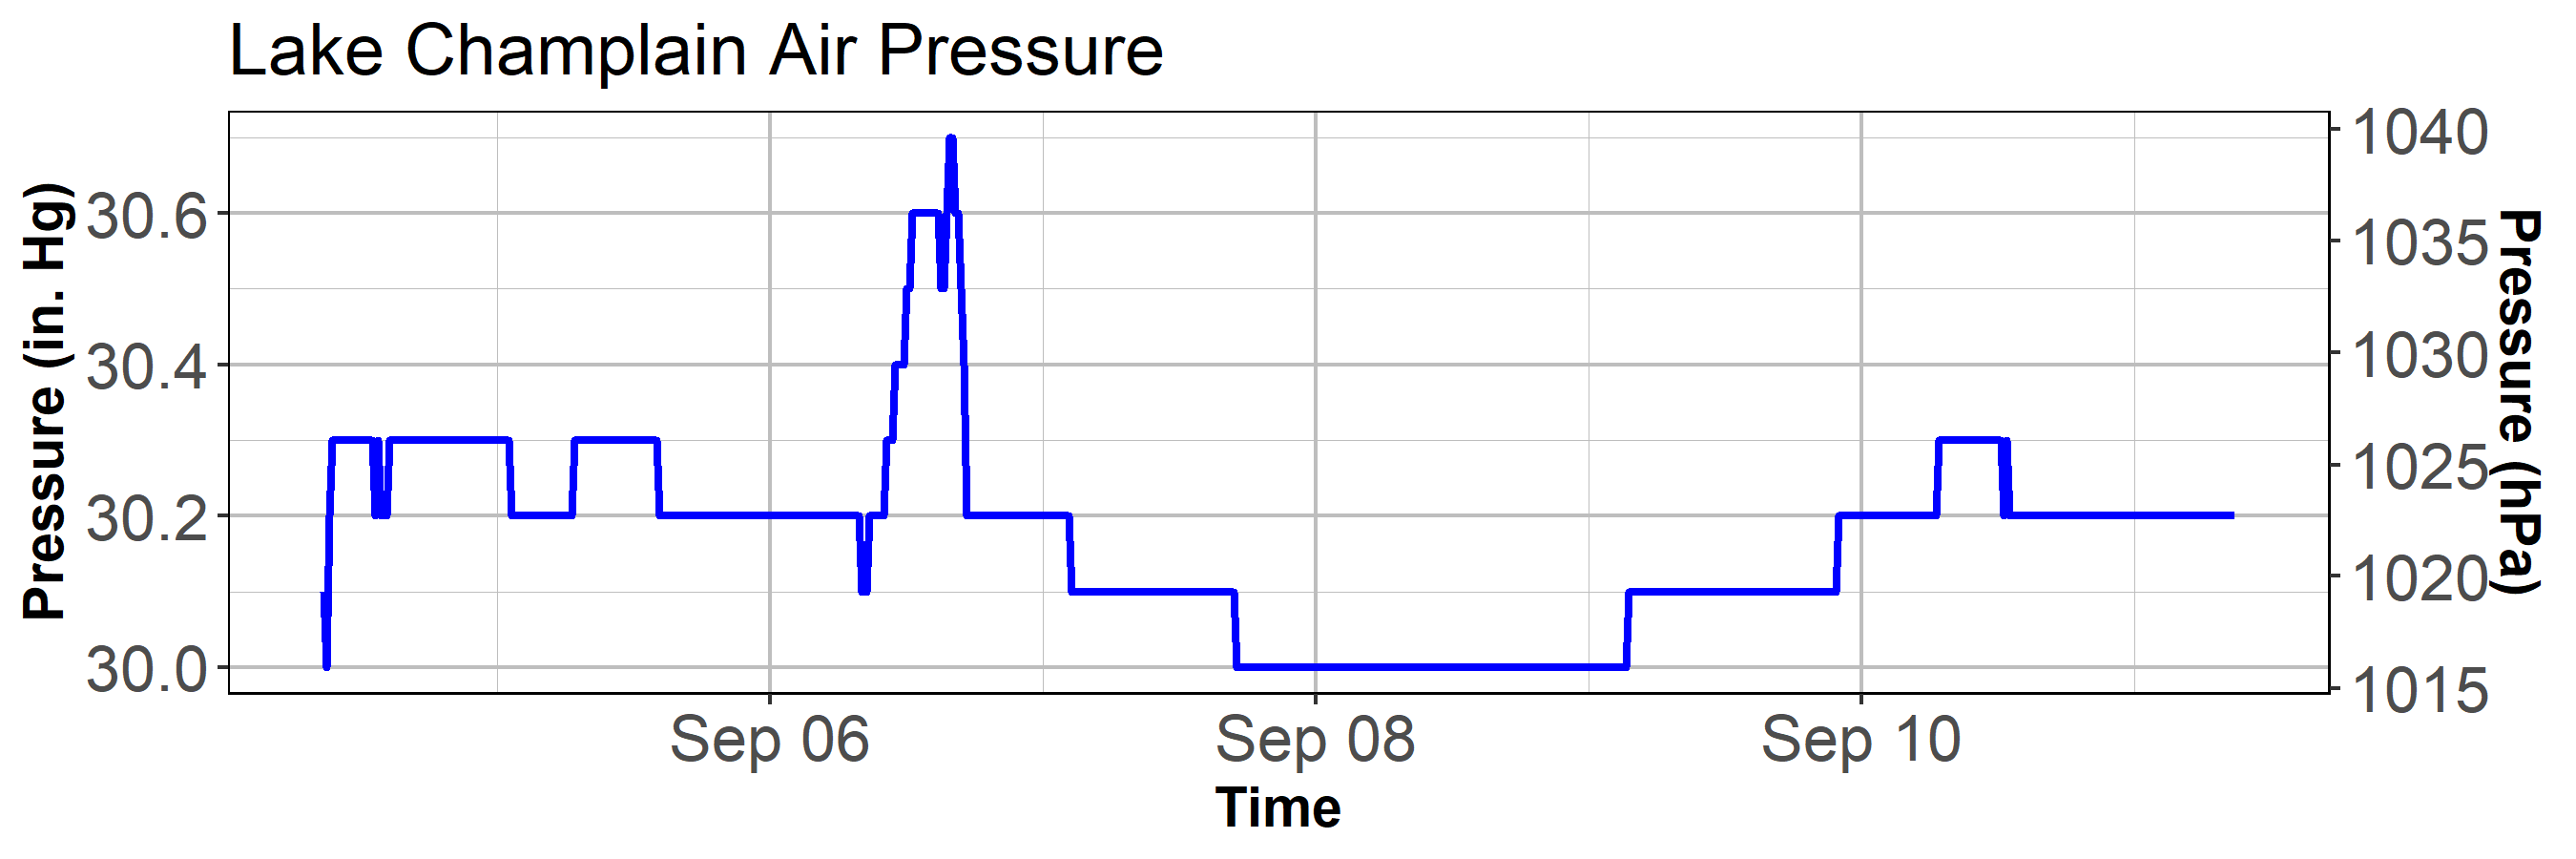 Lake Champlain Air Pressure
Pressure (in. Hg)
30.6
30.4
30.2
30.0
1040
1035
1030
1025
1020
1015
Pressure (hPa)
Sep 06 Sep 08 Sep 10
Time